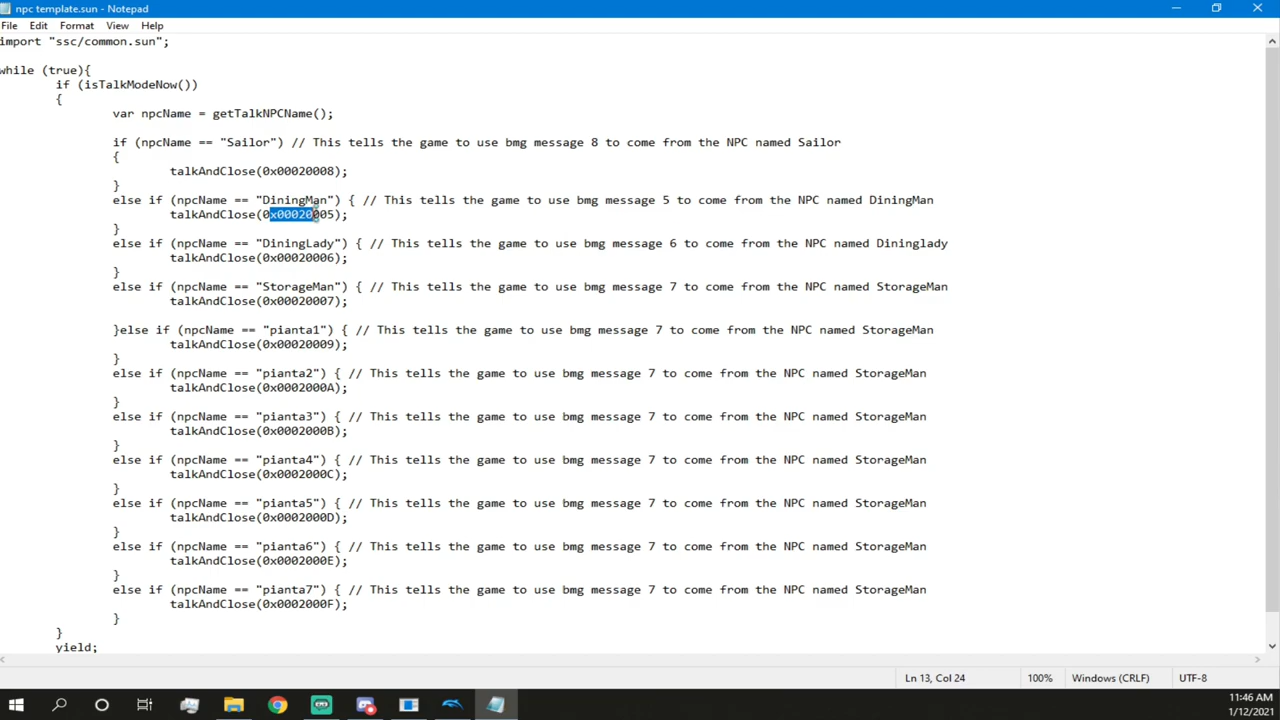 npc template.sun - Notepad
File Edit Format View Help
import "ssc/common.sun";
while (true){
if (isTalkModeNow())
{
var npcName = getTalkNPCName();
if (npcName == "Sailor") // This tells the game to use bmg message 8 to come from the NPC named Sailor
{
talkAndClose(0x00020008);
}
else if (npcName == "DiningMan") { // This tells the game to use bmg message 5 to come from the NPC named DiningMan
talkAndClose(0x00020005);
}
else if (npcName == "DiningLady") { // This tells the game to use bmg message 6 to come from the NPC named Dininglady
talkAndClose(0x00020006);
}
else if (npcName == "StorageMan") { // This tells the game to use bmg message 7 to come from the NPC named StorageMan
talkAndClose(0x00020007);
}else if (npcName == "pianta1") { // This tells the game to use bmg message 7 to come from the NPC named StorageMan
talkAndClose(0x00020009);
}
else if (npcName == "pianta2") { // This tells the game to use bmg message 7 to come from the NPC named StorageMan
talkAndClose(0x0002000A);
}
else if (npcName == "pianta3") { // This tells the game to use bmg message 7 to come from the NPC named StorageMan
talkAndClose(0x0002000B);
}
else if (npcName == "pianta4") { // This tells the game to use bmg message 7 to come from the NPC named StorageMan
talkAndClose(0x0002000C);
}
else if (npcName == "pianta5") { // This tells the game to use bmg message 7 to come from the NPC named StorageMan
talkAndClose(0x0002000D);
}
else if (npcName == "pianta6") { // This tells the game to use bmg message 7 to come from the NPC named StorageMan
talkAndClose(0x0002000E);
}
else if (npcName == "pianta7") { // This tells the game to use bmg message 7 to come from the NPC named StorageMan
talkAndClose(0x0002000F);
}
}
yield;
Ln 13, Col 24 100% Windows (CRLF) UTF-8
11:46 AM
1/12/2021